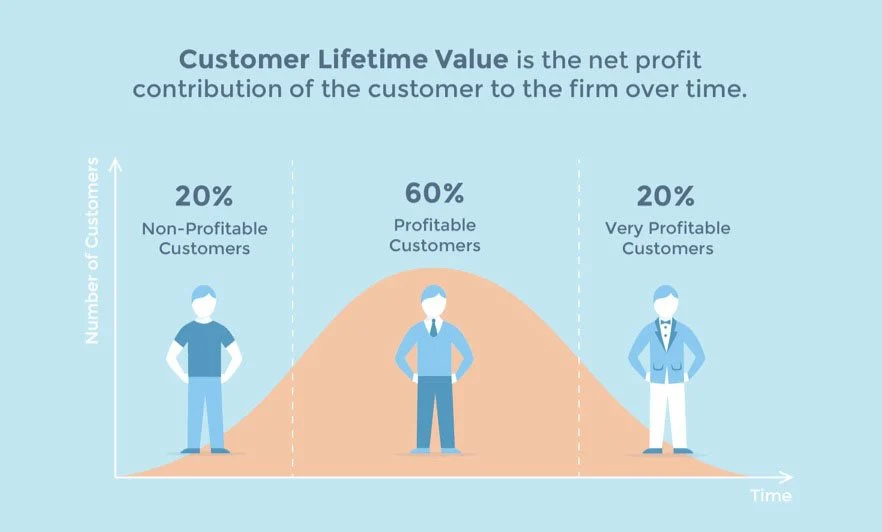 Customer Lifetime Value is the net profit
contribution of the customer to the firm over time.
Number of Customers
20%
Non-Profitable
Customers
60%
Profitable
Customers
20%
Very Profitable
Customers
Time